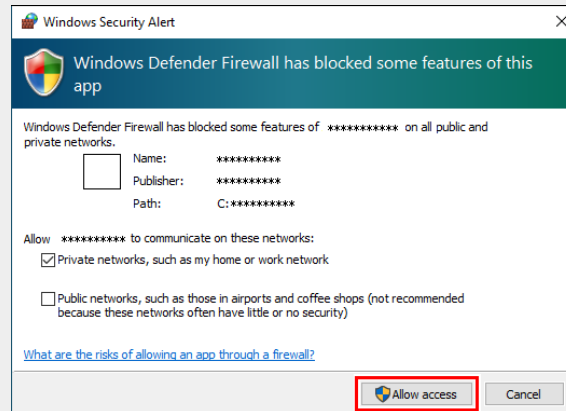 Windows Security Alert
Windows Defender Firewall has blocked some features of this
app
Windows Defender Firewall has blocked some features of *********** on all public and
private networks.
Name: **********
Publisher: **********
Path: C:**********
Allow ********** to communicate on these networks:
Private networks, such as my home or work network
Public networks, such as those in airports and coffee shops (not recommended
because these networks often have little or no security)
What are the risks of allowing an app through a firewall?
Allow access Cancel